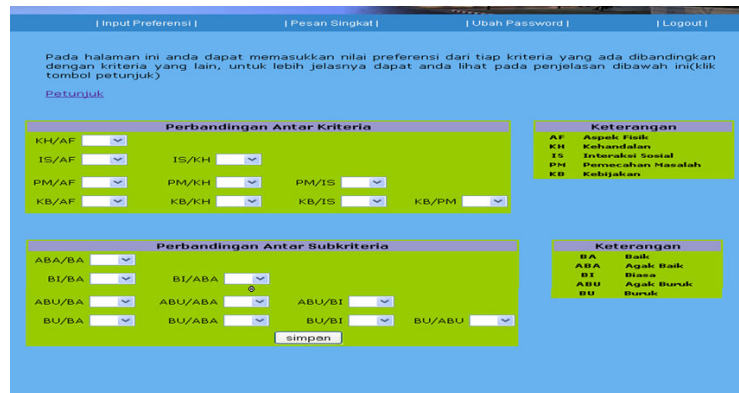 | Input Preferensi | | Pesan Singkat | | Ubah Password | | Logout |
Pada halaman ini anda dapat memasukkan nilai preferensi dari tiap kriteria yang ada dibandingkan
dengan kriteria yang lain, untuk lebih jelasnya dapat anda lihat pada penjelasan dibawah ini(klik
tombol petunjuk)
Petunjuk
Perbandingan Antar Kriteria
KH/AF
IS/AF IS/KH
PM/AF PM/KH PM/IS
KB/AF KB/KH KB/IS KB/PM
Keterangan
AF Aspek Fisik
KH Kehandalan
IS Interaksi Sosial
PM Pemecahan Masalah
KB Kebijakan
Perbandingan Antar Subkriteria
ABA/BA
BI/BA BI/ABA
ABU/BA ABU/ABA ABU/BI
BU/BA BU/ABA BU/BI BU/ABU
simpan
Keterangan
BA Baik
ABA Agak Baik
BI Biasa
ABU Agak Buruk
BU Buruk